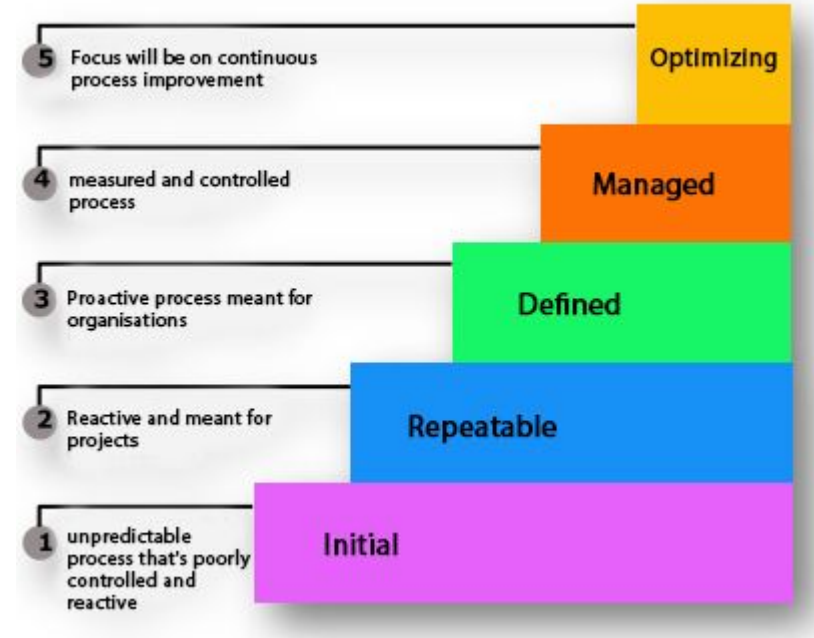 5
Focus will be on continuous
process improvement
Optimizing
4
measured and controlled
process
Managed
3
Proactive process meant for
organisations
Defined
2
Reactive and meant for
projects
Repeatable
1
unpredictable
process that's poorly
controlled and
reactive
Initial